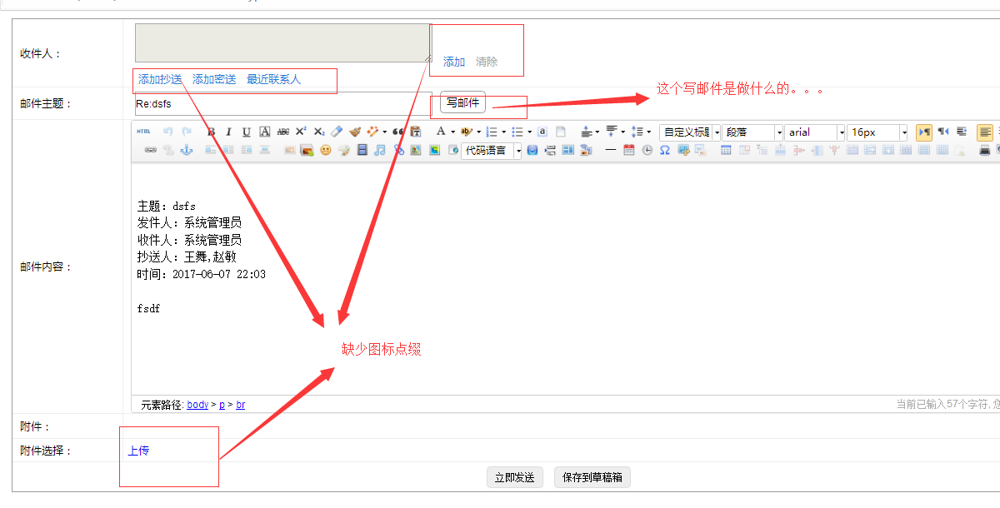 收件人：
添加 清除
添加抄送 添加密送 最近联系人
这个写邮件是做什么的。。。
邮件主题：
Re:dsfs
写邮件
HTML
B I U A ABC X² X₂ A ab a 自定义标题 段落 arial 16px
代码语言 Ω
主题：dsfs
发件人：系统管理员
收件人：系统管理员
抄送人：王舞,赵敏
时间：2017-06-07 22:03
邮件内容：
fsdf
缺少图标点缀
元素路径: body > p > br
当前已输入57个字符, 您
附件：
附件选择：
上传
立即发送 保存到草稿箱